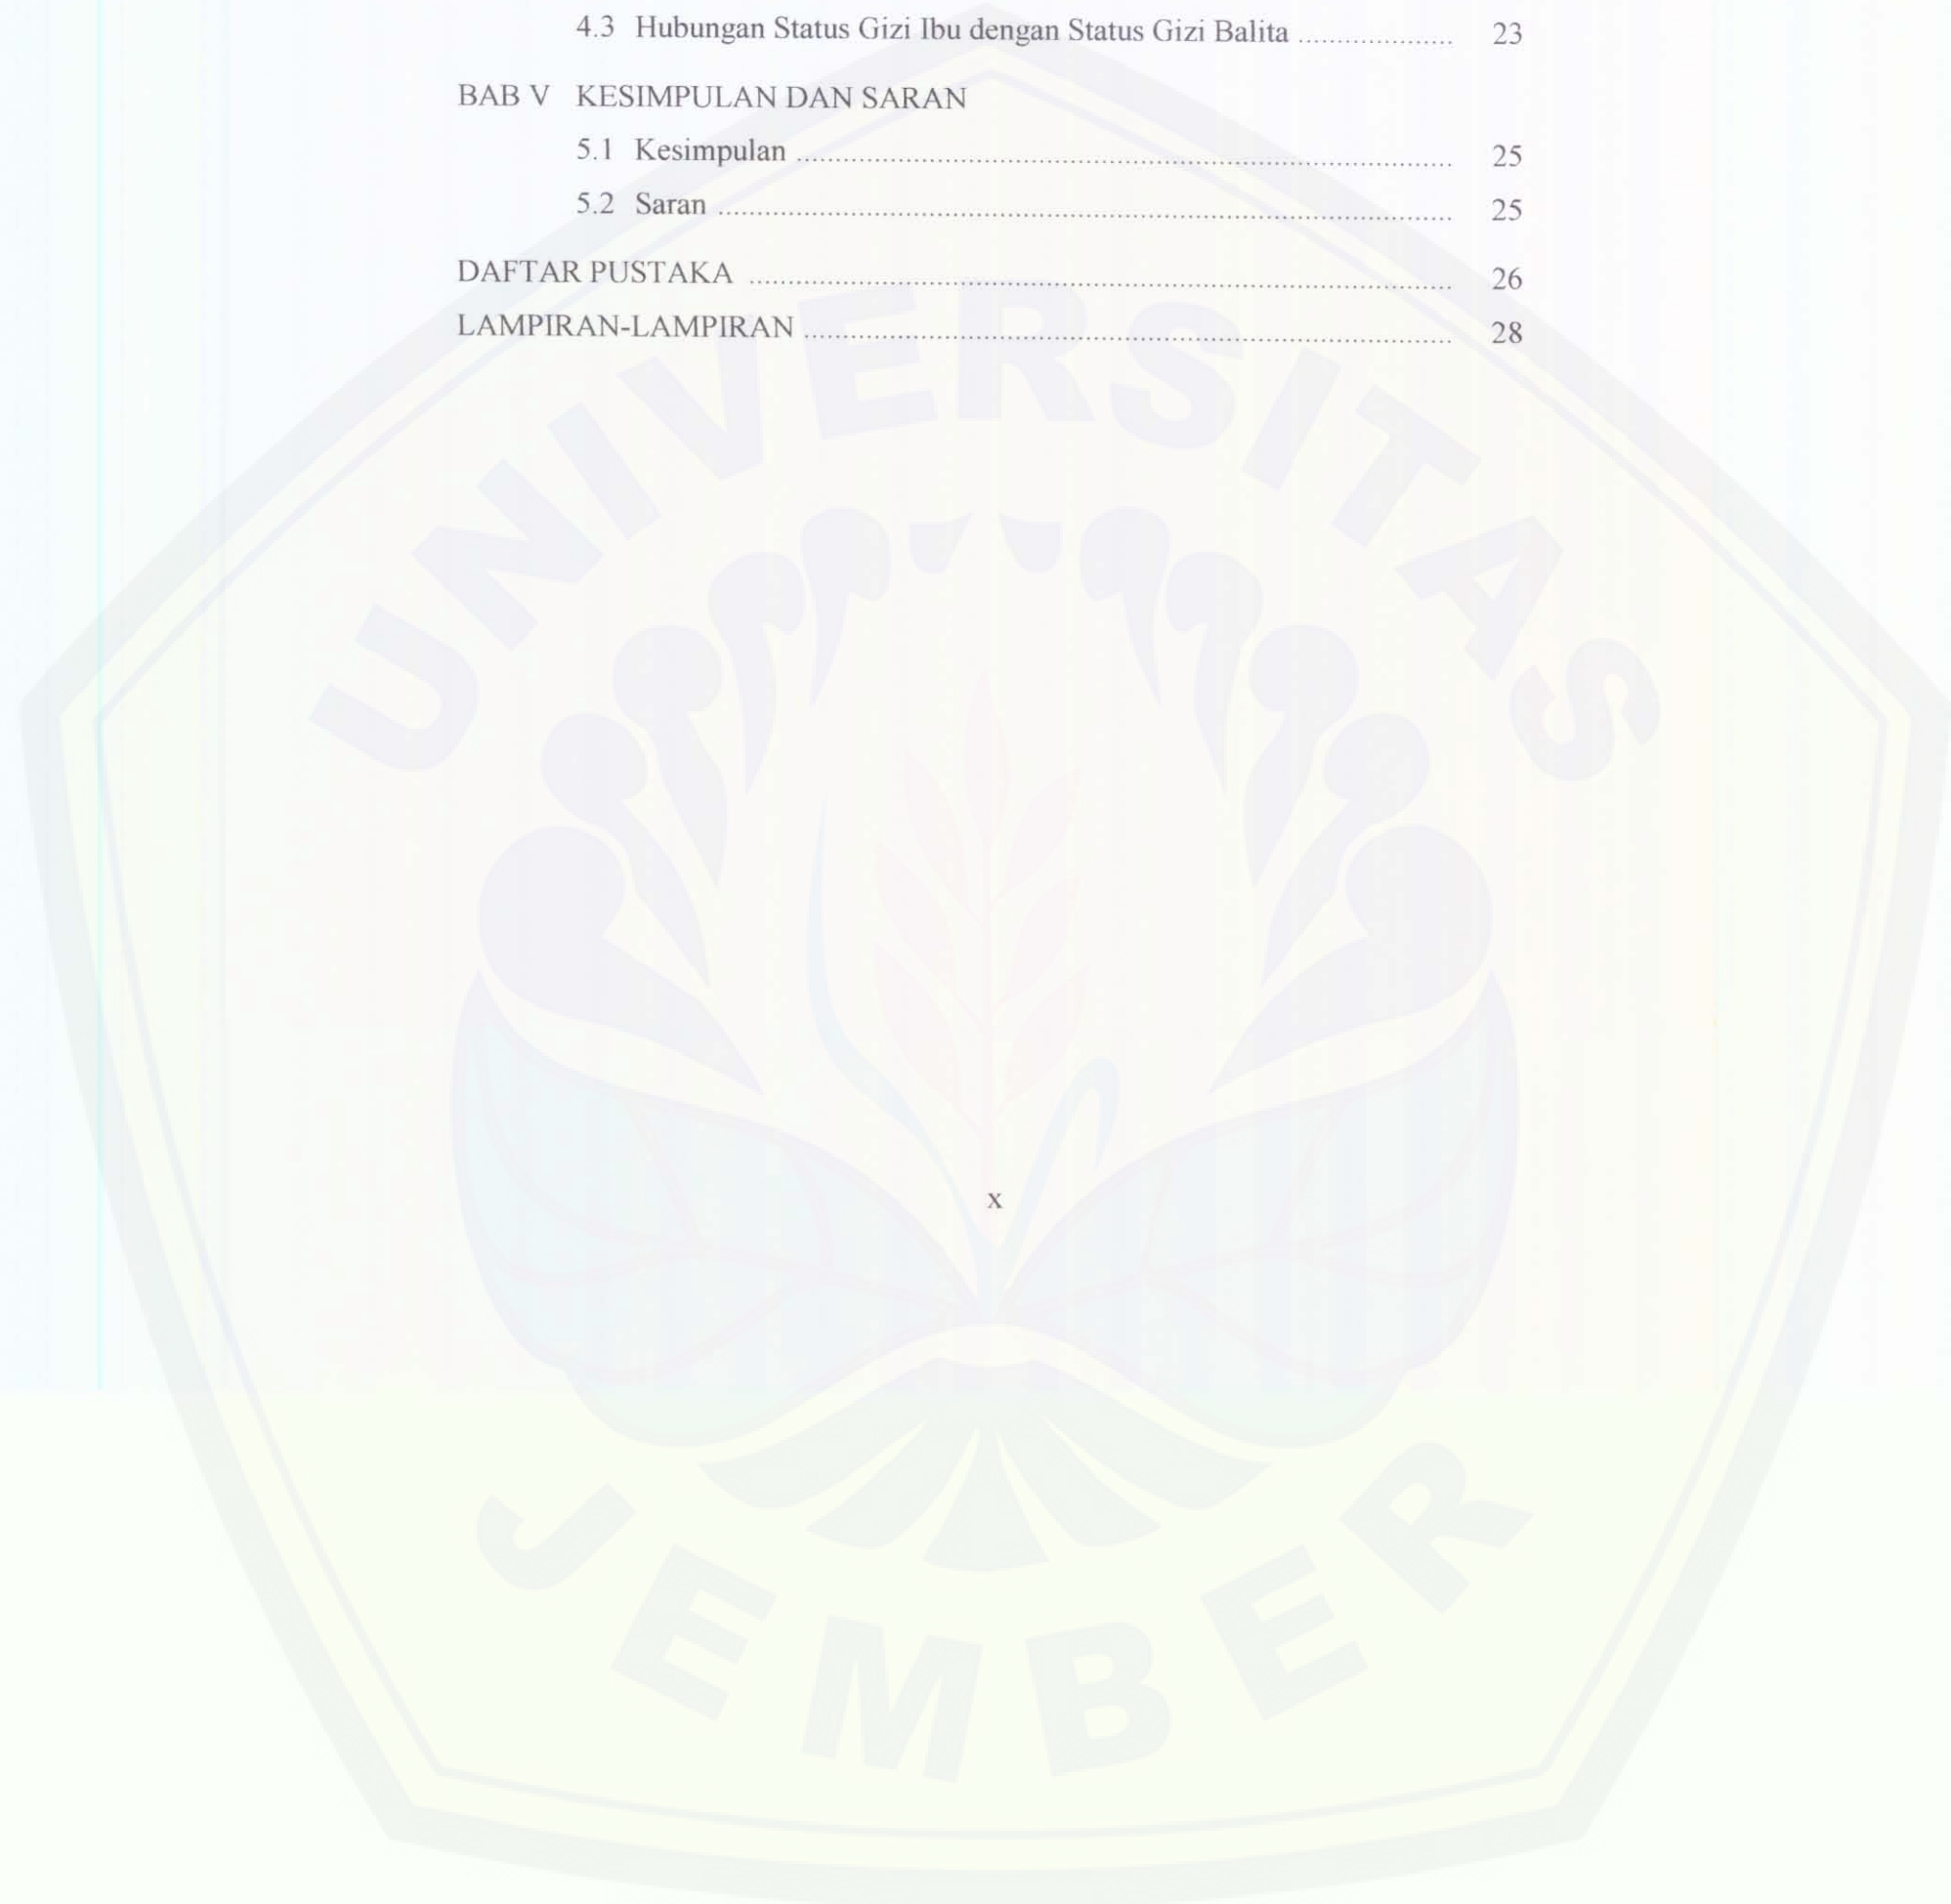 4.3 Hubungan Status Gizi Ibu dengan Status Gizi Balita .................... 23
BAB V KESIMPULAN DAN SARAN
5.1 Kesimpulan .................................................................................... 25
5.2 Saran .............................................................................................. 25
DAFTAR PUSTAKA .......................................................................................... 26
LAMPIRAN-LAMPIRAN ................................................................................... 28
UNIVERSITAS
x
JEMBER